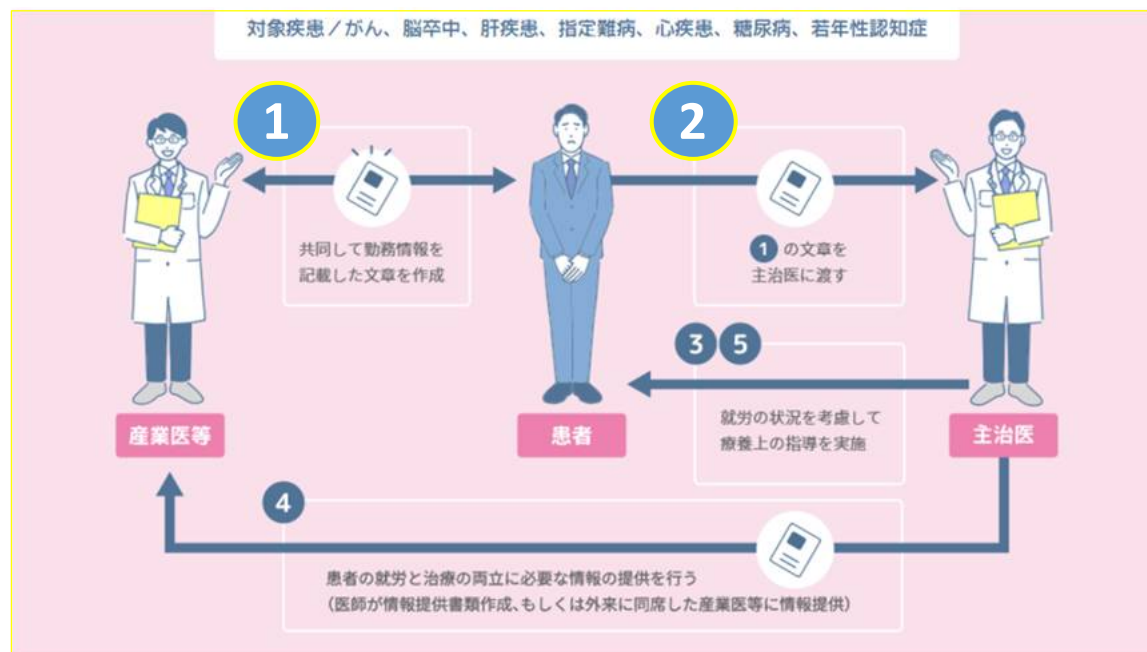 対象疾患／がん、脳卒中、肝疾患、指定難病、心疾患、糖尿病、若年性認知症
1
共同して勤務情報を
記載した文章を作成
2
1 の文章を
主治医に渡す
3 5
就労の状況を考慮して
療養上の指導を実施
産業医等
患者
主治医
4
患者の就労と治療の両立に必要な情報の提供を行う
（医師が情報提供書類作成、もしくは外来に同席した産業医等に情報提供）